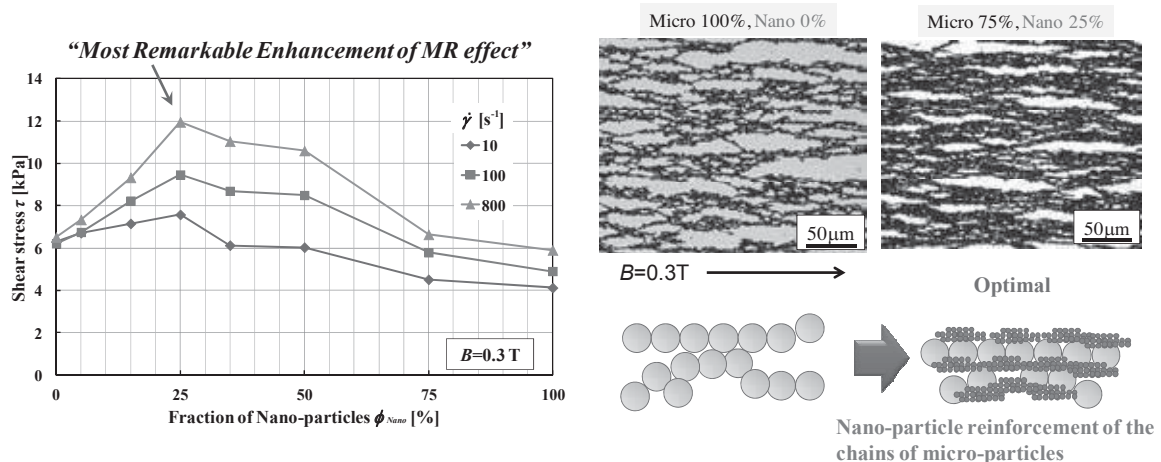 “Most Remarkable Enhancement of MR effect”
14
12
10
8
6
4
2
0
0
25
50
75
100
Shear stress τ [kPa]
Fraction of Nano-particles ϕ Nano [%]
γ̇ [s⁻¹]
10
100
800
B=0.3 T
Micro 100%, Nano 0%
Micro 75%, Nano 25%
50μm
50μm
B=0.3T
Optimal
Nano-particle reinforcement of the
chains of micro-particles